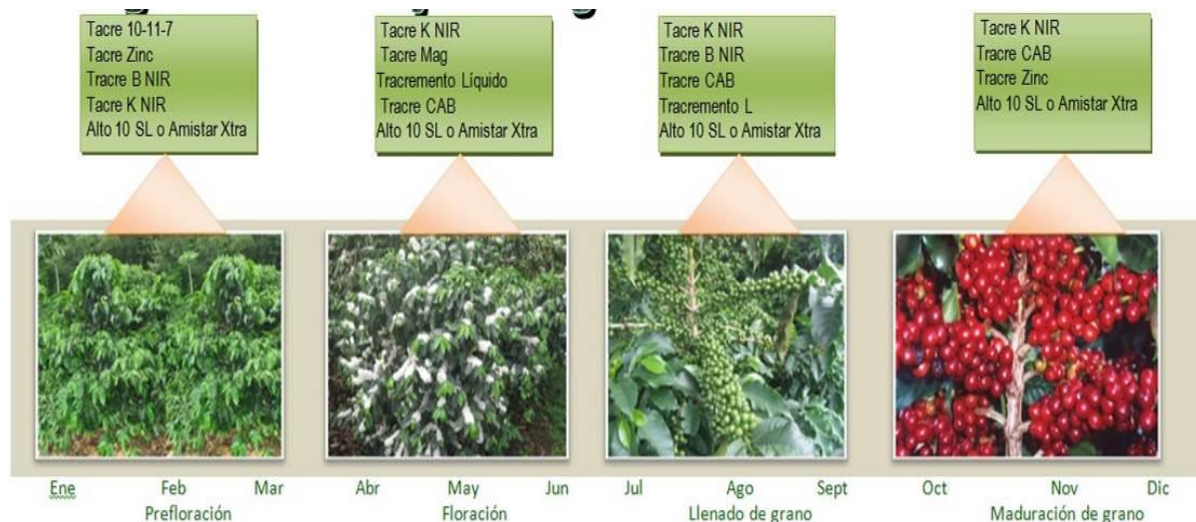 Tacre 10-11-7
Tacre Zinc
Tracre B NIR
Tacre K NIR
Alto 10 SL o Amistar Xtra
Tacre K NIR
Tacre Mag
Tracremento Líquido
Tracre CAB
Alto 10 SL o Amistar Xtra
Tacre K NIR
Tracre B NIR
Tracre CAB
Tracremento L
Alto 10 SL o Amistar Xtra
Tacre K NIR
Tracre CAB
Tracre Zinc
Alto 10 SL o Amistar Xtra
Ene Feb Mar
Prefloración
Abr May Jun
Floración
Jul Ago Sept
Llenado de grano
Oct Nov Dic
Maduración de grano